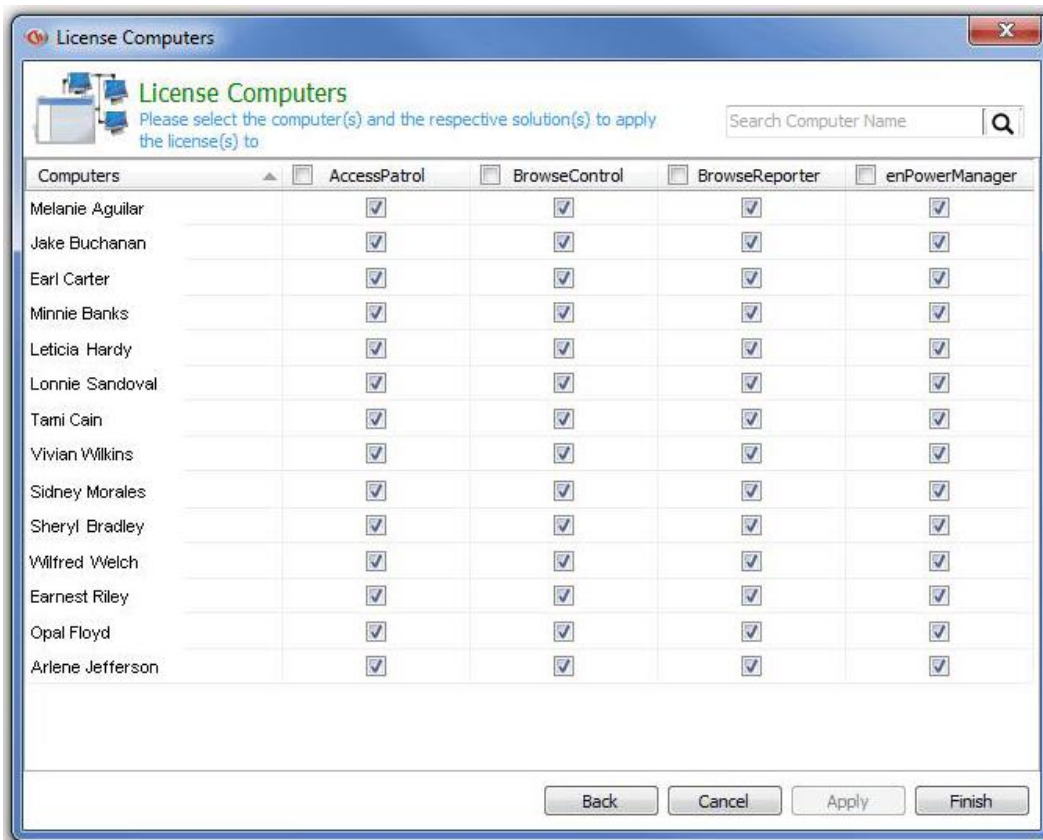 License Computers
License Computers
Please select the computer(s) and the respective solution(s) to apply
the license(s) to
Search Computer Name
Computers AccessPatrol BrowseControl BrowseReporter enPowerManager
Melanie Aguilar
Jake Buchanan
Earl Carter
Minnie Banks
Leticia Hardy
Lonnie Sandoval
Tami Cain
Vivian Wilkins
Sidney Morales
Sheryl Bradley
Wilfred Welch
Earnest Riley
Opal Floyd
Arlene Jefferson
Back Cancel Apply Finish